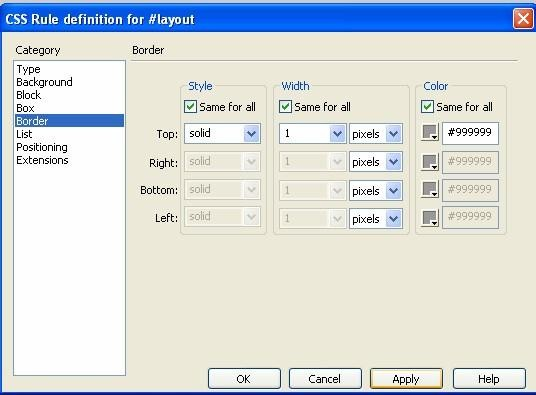 CSS Rule definition for #layout
Category
Border
Type
Background
Block
Box
Border
List
Positioning
Extensions
Style
Width
Color
Same for all
Same for all
Same for all
Top: solid 1 pixels #999999
Right: solid 1 pixels #999999
Bottom: solid 1 pixels #999999
Left: solid 1 pixels #999999
OK
Cancel
Apply
Help